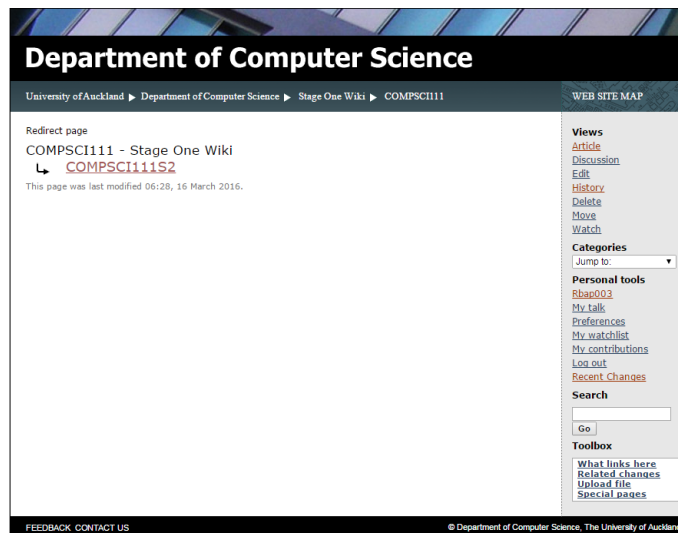 Department of Computer Science
University of Auckland ▶ Department of Computer Science ▶ Stage One Wiki ▶ COMPSCI111
WEB SITE MAP
Redirect page
COMPSCI111 - Stage One Wiki
COMPSCI111S2
This page was last modified 06:28, 16 March 2016.
Views
Article
Discussion
Edit
History
Delete
Move
Watch
Categories
Jump to:
Personal tools
Rbap003
My talk
Preferences
My watchlist
My contributions
Log out
Recent Changes
Search
Go
Toolbox
What links here
Related changes
Upload file
Special pages
FEEDBACK CONTACT US
© Department of Computer Science, The University of Auckland